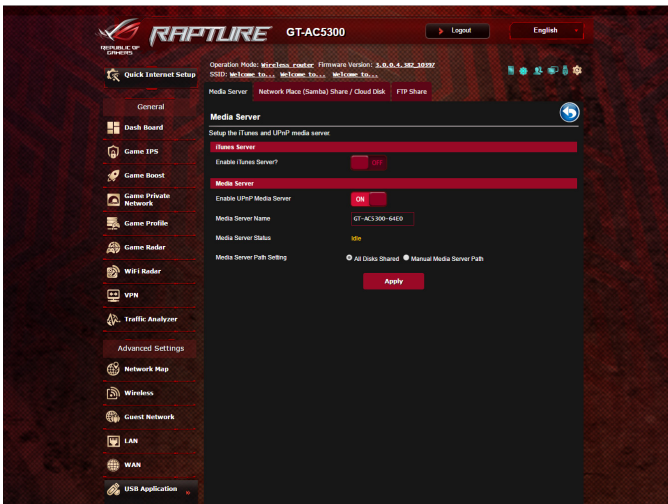 REPUBLIC OF
GAMERS
RAPTURE
GT-AC5300
Logout
English
Quick Internet Setup
Operation Mode: Wireless router Firmware Version: 3.0.0.4.382_10397
SSID: Welcome to... Welcome to... Welcome to...
Media Server Network Place (Samba) Share / Cloud Disk FTP Share
General
Dash Board
Game IPS
Game Boost
Game Private
Network
Game Profile
Game Radar
WiFi Radar
VPN
Traffic Analyzer
Advanced Settings
Network Map
Wireless
Guest Network
LAN
WAN
USB Application »
Media Server
Setup the iTunes and UPnP media server.
iTunes Server
Enable iTunes Server? OFF
Media Server
Enable UPnP Media Server ON
Media Server Name GT-AC5300-64E0
Media Server Status Idle
Media Server Path Setting All Disks Shared Manual Media Server Path
Apply